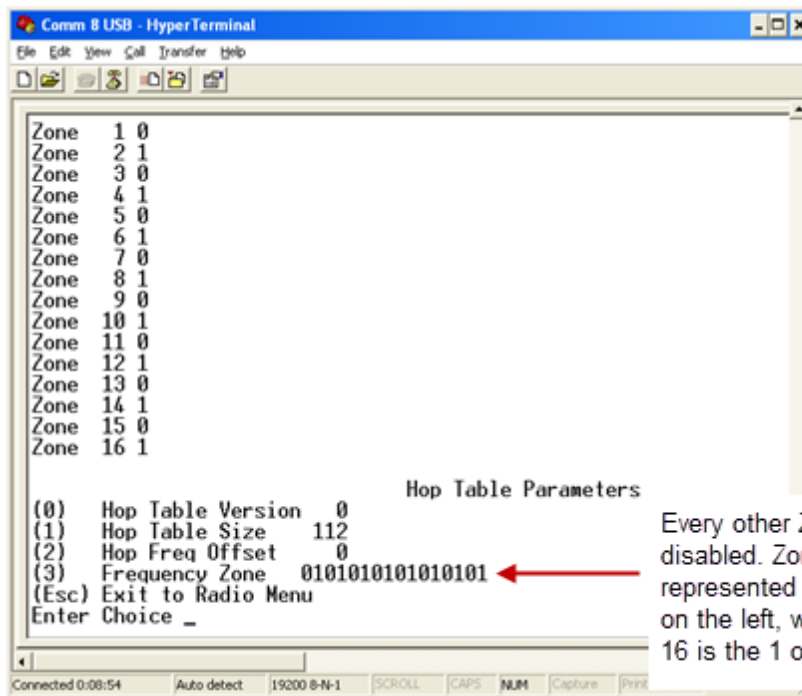 Comm 8 USB - HyperTerminal
File Edit View Call Transfer Help
Zone 1 0
Zone 2 1
Zone 3 0
Zone 4 1
Zone 5 0
Zone 6 1
Zone 7 0
Zone 8 1
Zone 9 0
Zone 10 1
Zone 11 0
Zone 12 1
Zone 13 0
Zone 14 1
Zone 15 0
Zone 16 1
Hop Table Parameters
(0) Hop Table Version 0
(1) Hop Table Size 112
(2) Hop Freq Offset 0
(3) Frequency Zone 0101010101010101
(Esc) Exit to Radio Menu
Enter Choice _
Every other
disabled.
represented
on the left,
16 is the 1
Connected 0:08:54 Auto detect 19200 8-N-1 SCROLL CAPS NUM Capture Print